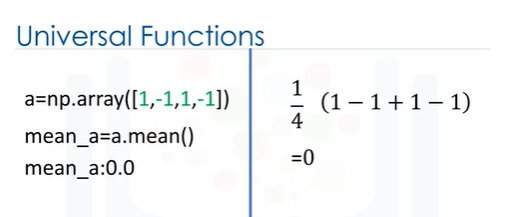 Universal Functions
a=np.array([1,-1,1,-1])
mean_a=a.mean()
mean_a:0.0
1/4 (1 − 1 + 1 − 1)
=0